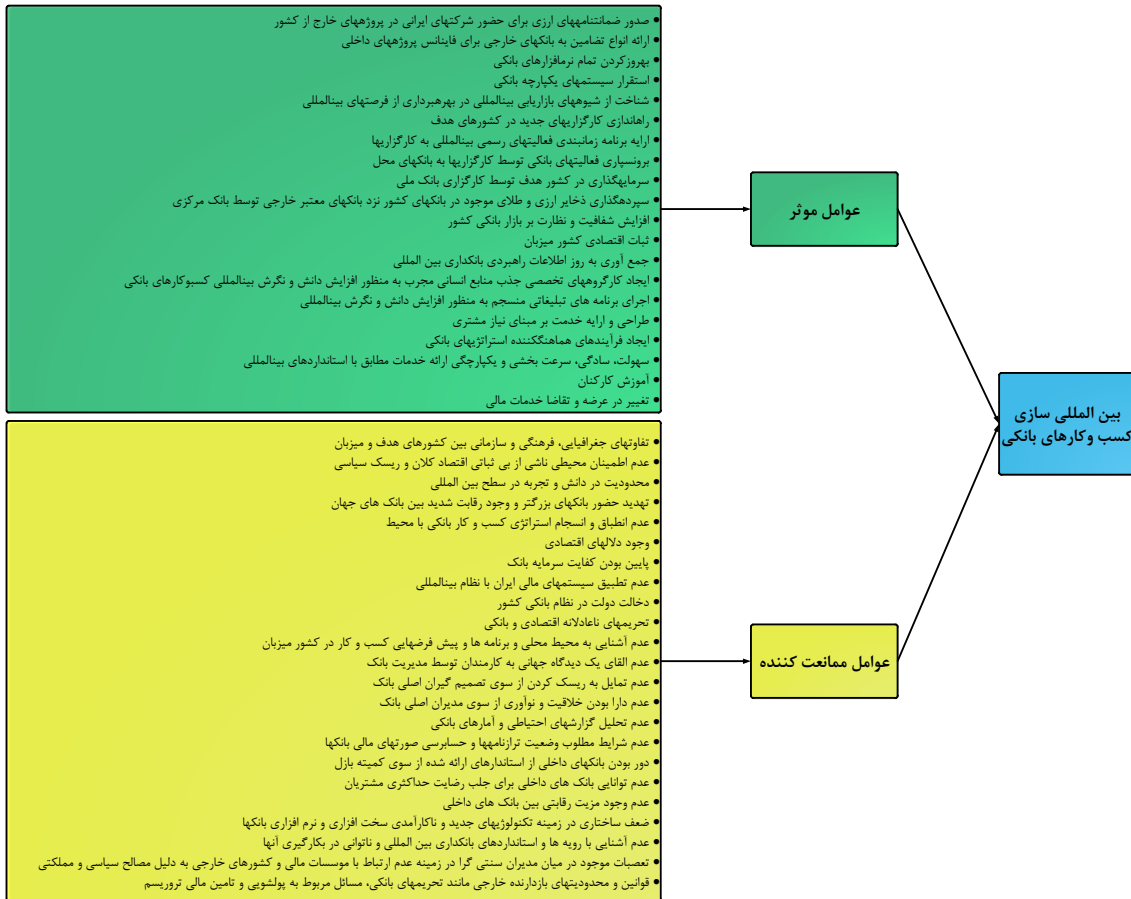 ● صدور ضمانتنامههای ارزی برای حضور شرکتهای ایرانی در پروژههای خارج از کشور
● ارائه انواع تضامین به بانکهای خارجی برای فاینانس پروژههای داخلی
● بهروزکردن تمام نرمافزارهای بانکی
● استقرار سیستمهای یکپارچه بانکی
● شناخت از شیوههای بازاریابی بینالمللی در بهرهبرداری از فرصتهای بینالمللی
● راهاندازی کارگزاریهای جدید در کشورهای هدف
● ارایه برنامه زمانبندی فعالیتهای رسمی بینالمللی به کارگزاریها
● برونسپاری فعالیتهای بانکی توسط کارگزاریها به بانکهای محل
● سرمایهگذاری در کشور هدف توسط کارگزاری بانک ملی
● سپردهگذاری ذخایر ارزی و طلای موجود در بانکهای کشور نزد بانکهای معتبر خارجی توسط بانک مرکزی
● افزایش شفافیت و نظارت بر بازار بانکی کشور
● ثبات اقتصادی کشور میزبان
● جمع آوری به روز اطلاعات راهبردی بانکداری بین المللی
● ایجاد کارگروههای تخصصی جذب منابع انسانی مجرب به منظور افزایش دانش و نگرش بینالمللی کسبوکارهای بانکی
● اجرای برنامه های تبلیغاتی منسجم به منظور افزایش دانش و نگرش بینالمللی
● طراحی و ارایه خدمت بر مبنای نیاز مشتری
● ایجاد فرآیندهای هماهنگکننده استراتژیهای بانکی
● سهولت، سادگی، سرعت بخشی و یکپارچگی ارائه خدمات مطابق با استانداردهای بینالمللی
● آموزش کارکنان
● تغییر در عرضه و تقاضا خدمات مالی
عوامل موثر
بین المللی سازی
کسب وکارهای بانکی
● تفاوتهای جغرافیایی، فرهنگی و سازمانی بین کشورهای هدف و میزبان
● عدم اطمینان محیطی ناشی از بی ثباتی اقتصاد کلان و ریسک سیاسی
● محدودیت در دانش و تجربه در سطح بین المللی
● تهدید حضور بانکهای بزرگتر و وجود رقابت شدید بین بانک های جهان
● عدم انطباق و انسجام استراتژی کسب و کار بانکی با محیط
● وجود دلالهای اقتصادی
● پایین بودن کفایت سرمایه بانک
● عدم تطبیق سیستمهای مالی ایران با نظام بینالمللی
● دخالت دولت در نظام بانکی کشور
● تحریمهای ناعادلانه اقتصادی و بانکی
● عدم آشنایی به محیط محلی و برنامه ها و پیش فرضهایی کسب و کار در کشور میزبان
● عدم القای یک دیدگاه جهانی به کارمندان توسط مدیریت بانک
● عدم تمایل به ریسک کردن از سوی تصمیم گیران اصلی بانک
● عدم دارا بودن خلاقیت و نوآوری از سوی مدیران اصلی بانک
● عدم تحلیل گزارشهای احتیاطی و آمارهای بانکی
● عدم شرایط مطلوب وضعیت ترازنامهها و حسابرسی صورتهای مالی بانکها
● دور بودن بانکهای داخلی از استاندارهای ارائه شده از سوی کمیته بازل
● عدم توانایی بانک های داخلی برای جلب رضایت حداکثری مشتریان
● عدم وجود مزیت رقابتی بین بانک های داخلی
● ضعف ساختاری در زمینه تکنولوژیهای جدید و ناکارآمدی سخت افزاری و نرم افزاری بانکها
● عدم آشنایی با رویه ها و استانداردهای بانکداری بین المللی و ناتوانی در بکارگیری آنها
● تعصبات موجود در میان مدیران سنتی گرا در زمینه عدم ارتباط با موسسات مالی و کشورهای خارجی به دلیل مصالح سیاسی و مملکتی
● قوانین و محدودیتهای بازدارنده خارجی مانند تحریمهای بانکی، مسائل مربوط به پولشویی و تامین مالی تروریسم
عوامل ممانعت کننده